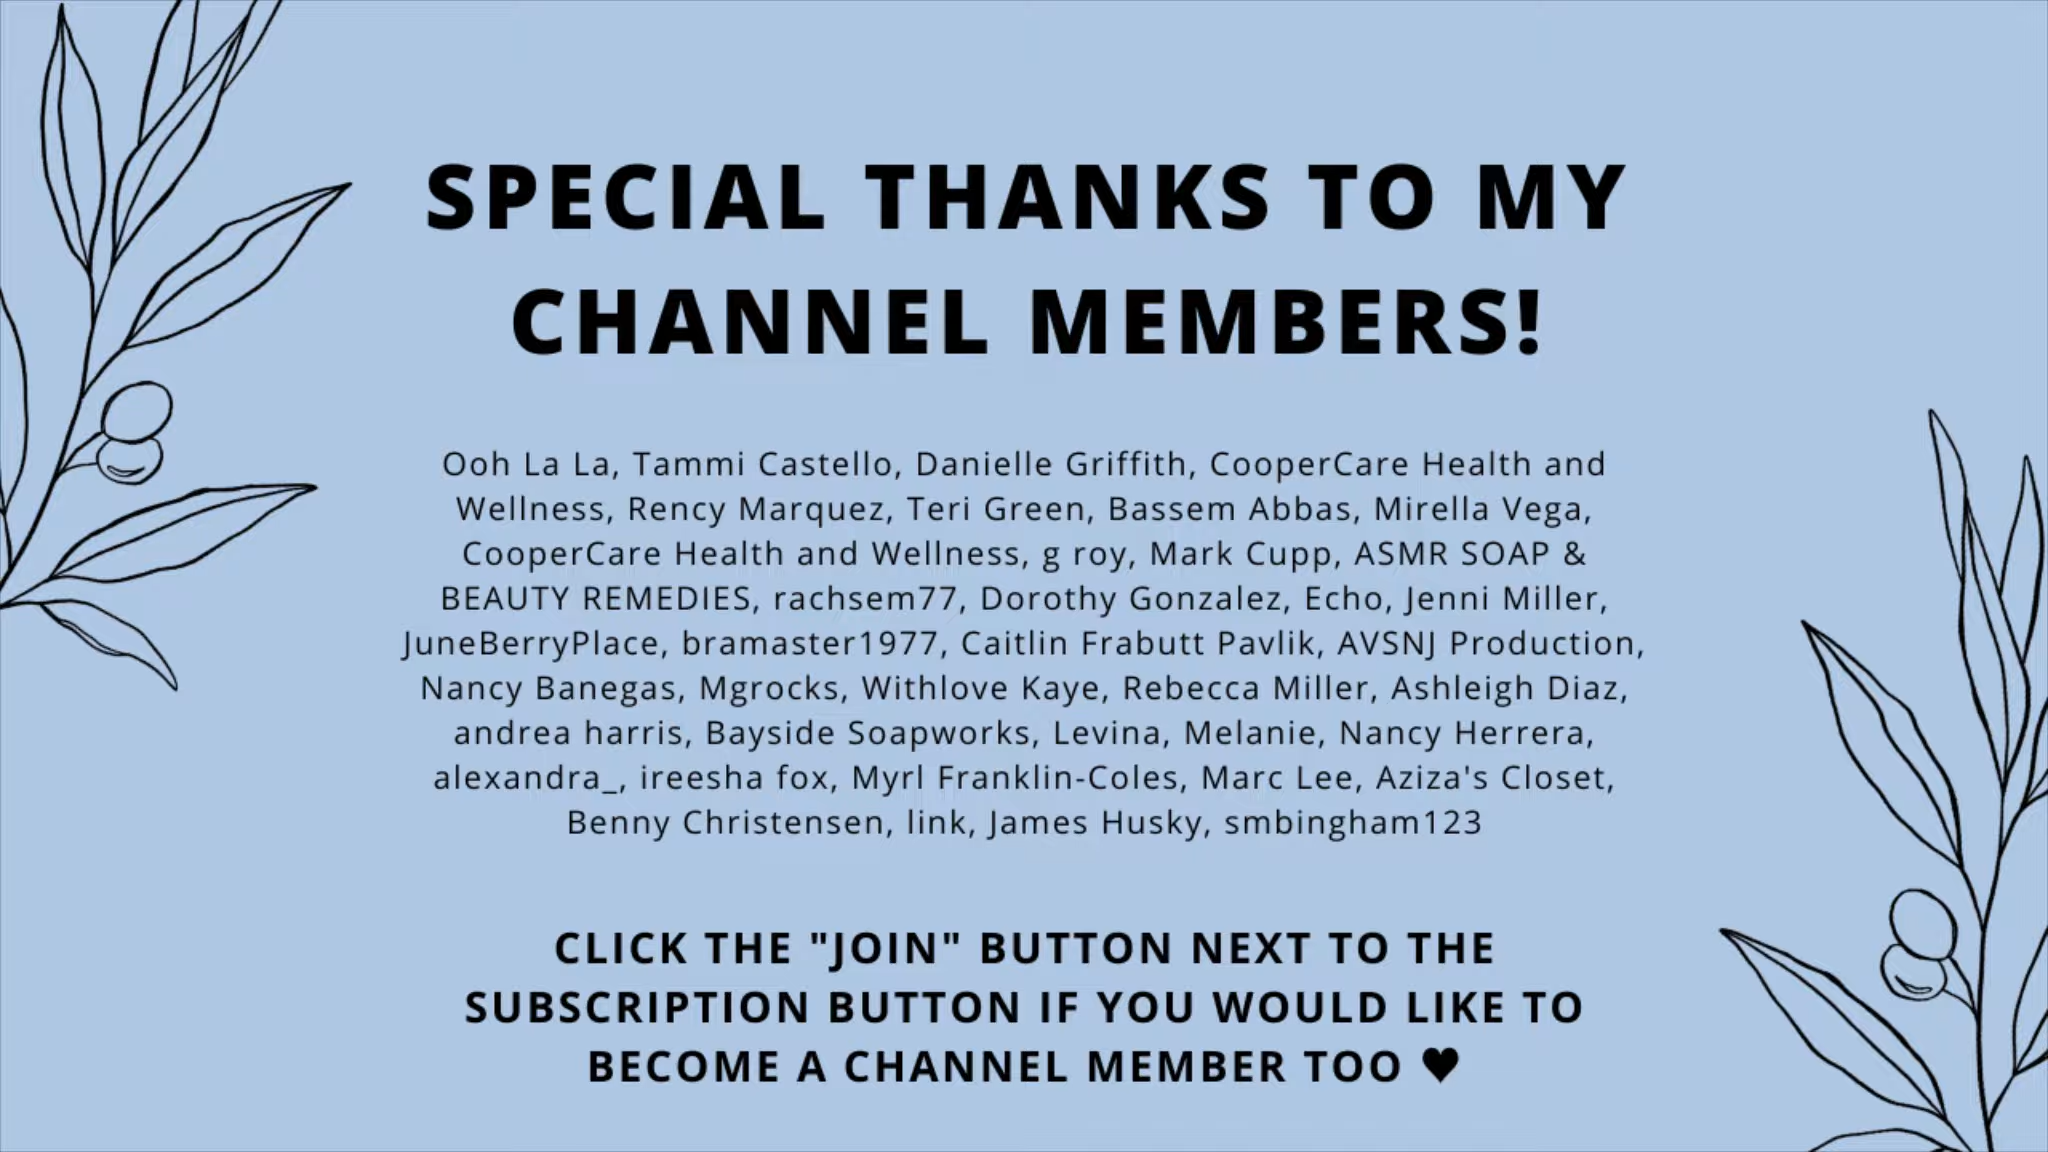 SPECIAL THANKS TO MY
CHANNEL MEMBERS!
Ooh La La, Tammi Castello, Danielle Griffith, CooperCare Health and
Wellness, Rency Marquez, Teri Green, Bassem Abbas, Mirella Vega,
CooperCare Health and Wellness, g roy, Mark Cupp, ASMR SOAP &
BEAUTY REMEDIES, rachsem77, Dorothy Gonzalez, Echo, Jenni Miller,
JuneBerryPlace, bramaster1977, Caitlin Frabutt Pavlik, AVSNJ Production,
Nancy Banegas, Mgrocks, Withlove Kaye, Rebecca Miller, Ashleigh Diaz,
andrea harris, Bayside Soapworks, Levina, Melanie, Nancy Herrera,
alexandra_, ireesha fox, Myrl Franklin-Coles, Marc Lee, Aziza's Closet,
Benny Christensen, link, James Husky, smbingham123
CLICK THE "JOIN" BUTTON NEXT TO THE
SUBSCRIPTION BUTTON IF YOU WOULD LIKE TO
BECOME A CHANNEL MEMBER TOO ♥